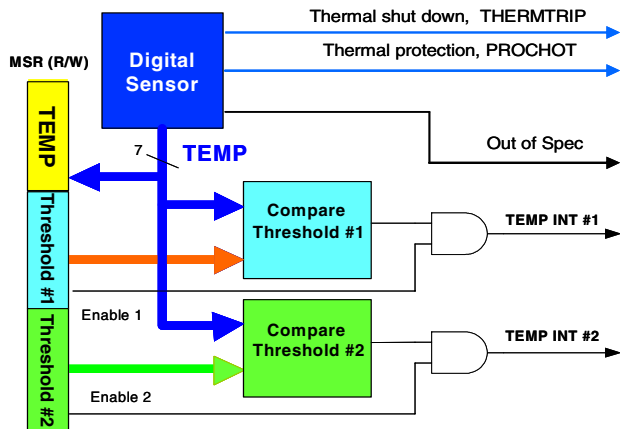 Thermal shut down, THERMTRIP
Thermal protection, PROCHOT
MSR (R/W)
Digital
Sensor
TEMP
7
TEMP
Out of Spec
Threshold #1
Compare
Threshold #1
TEMP INT #1
Enable 1
Threshold #2
Compare
Threshold #2
TEMP INT #2
Enable 2